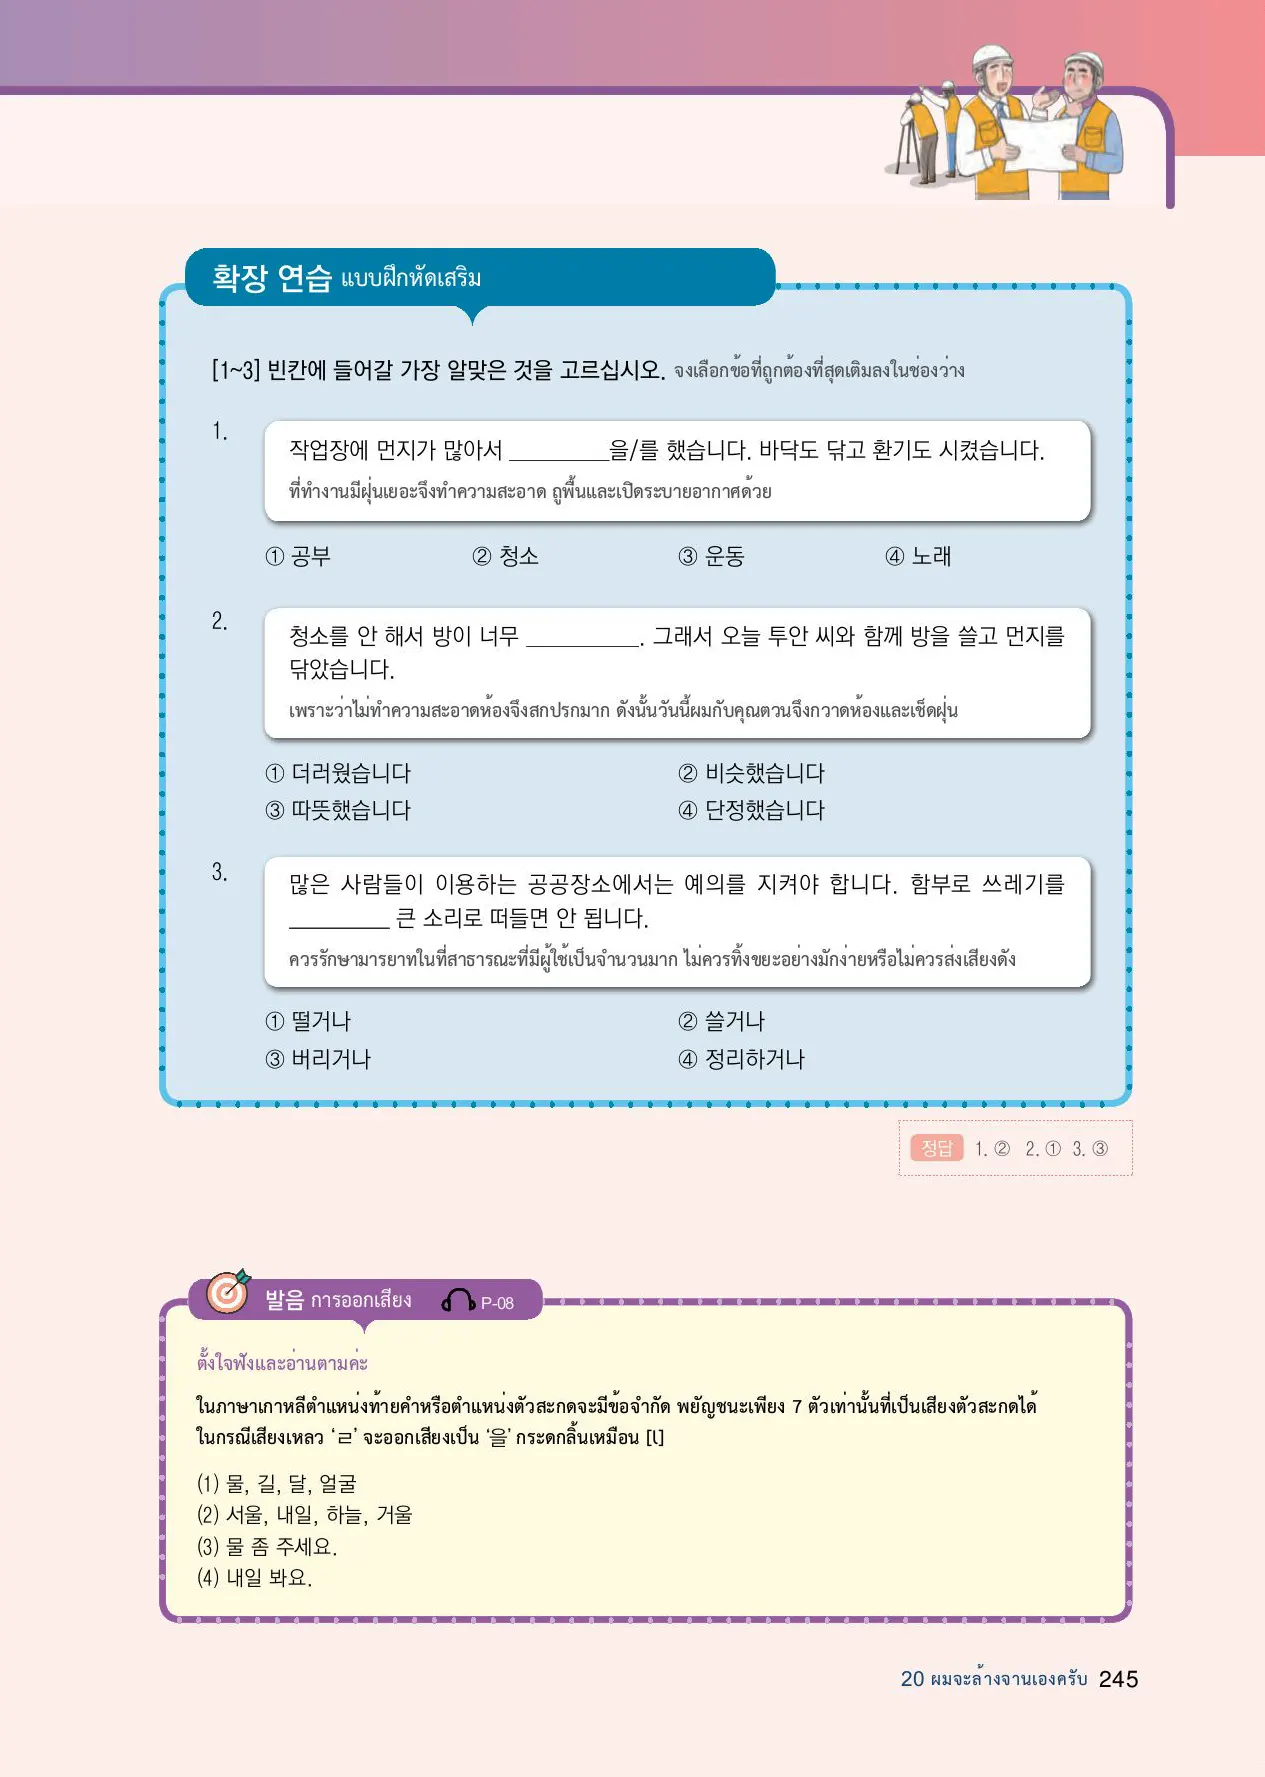 확장 연습 แบบฝึกหัดเสริม
[1~3] 빈칸에 들어갈 가장 알맞은 것을 고르십시오. จงเลือกข้อที่ถูกต้องที่สุดเติมลงในช่องว่าง
1.
작업장에 먼지가 많아서 _________을/를 했습니다. 바닥도 닦고 환기도 시켰습니다.
ที่ทำงานมีฝุ่นเยอะจึงทำความสะอาด ถูพื้นและเปิดระบายอากาศด้วย
① 공부 ② 청소 ③ 운동 ④ 노래
2.
청소를 안 해서 방이 너무 __________. 그래서 오늘 투안 씨와 함께 방을 쓸고 먼지를
닦았습니다.
เพราะว่าไม่ทำความสะอาดห้องจึงสกปรกมาก ดังนั้นวันนี้ผมกับคุณตวนจึงกวาดห้องและเช็ดฝุ่น
① 더러웠습니다 ② 비슷했습니다
③ 따뜻했습니다 ④ 단정했습니다
3.
많은 사람들이 이용하는 공공장소에서는 예의를 지켜야 합니다. 함부로 쓰레기를
_________ 큰 소리로 떠들면 안 됩니다.
ควรรักษามารยาทในที่สาธารณะที่มีผู้ใช้เป็นจำนวนมาก ไม่ควรทิ้งขยะอย่างมักง่ายหรือไม่ควรส่งเสียงดัง
① 떨거나 ② 쓸거나
③ 버리거나 ④ 정리하거나
정답 1. ② 2. ① 3. ③
발음 การออกเสียง P-08
ตั้งใจฟังและอ่านตามค่ะ
ในภาษาเกาหลีตำแหน่งท้ายคำหรือตำแหน่งตัวสะกดจะมีข้อจำกัด พยัญชนะเพียง 7 ตัวเท่านั้นที่เป็นเสียงตัวสะกดได้
ในกรณีเสียงเหลว ‘ㄹ’ จะออกเสียงเป็น ‘을’ กระดกลิ้นเหมือน [l]
(1) 물, 길, 달, 얼굴
(2) 서울, 내일, 하늘, 거울
(3) 물 좀 주세요.
(4) 내일 봐요.
20 ผมจะล้างจานเองครับ 245